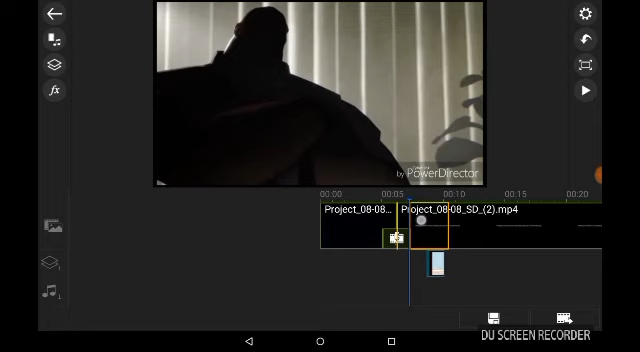 fx
by PowerDirector
00:00 00:05 00:10 00:15 00:20
Project_08-08... Project_08-08_SD_(2).mp4
DU SCREEN RECORDER